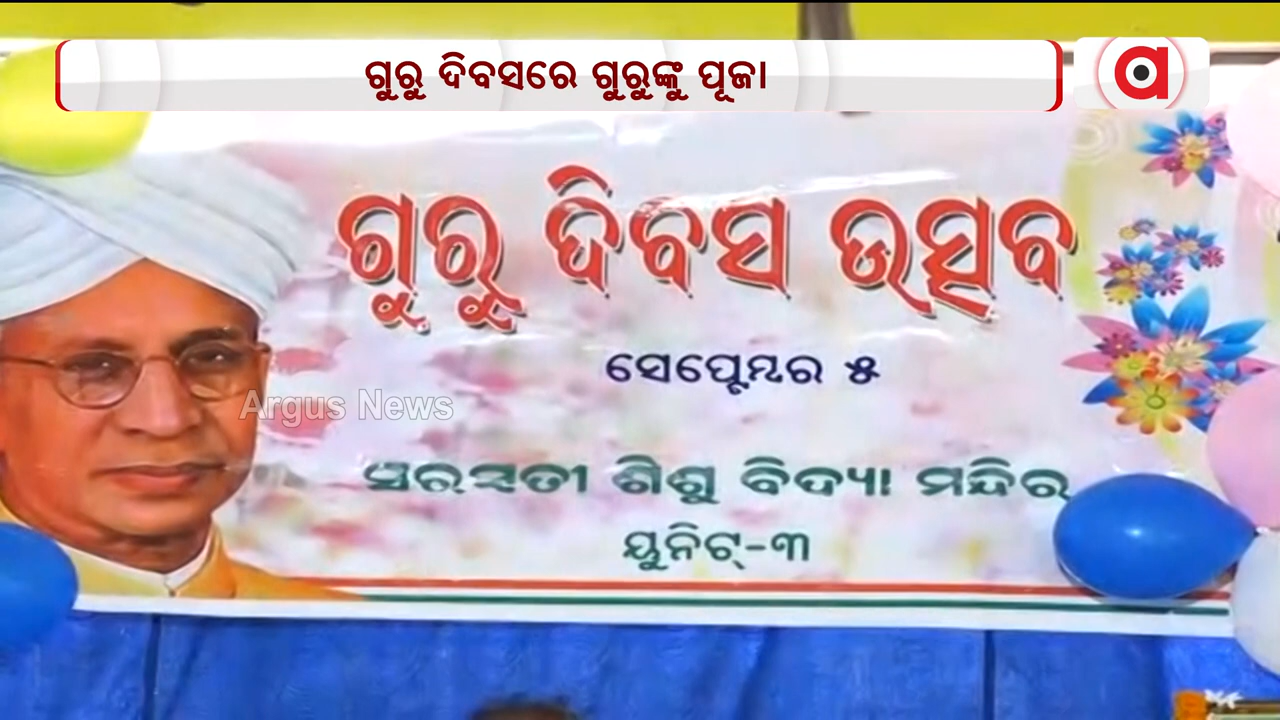 ଗୁରୁ ଦିବସରେ ଗୁରୁଙ୍କୁ ପୂଜା
a
ଗୁରୁ ଦିବସ ଉତ୍ସବ
ସେପ୍ଟେମ୍ବର ୫
Argus News
ସରସ୍ୱତୀ ଶିଶୁ ବିଦ୍ୟା ମନ୍ଦିର
ୟୁନିଟ୍-୩